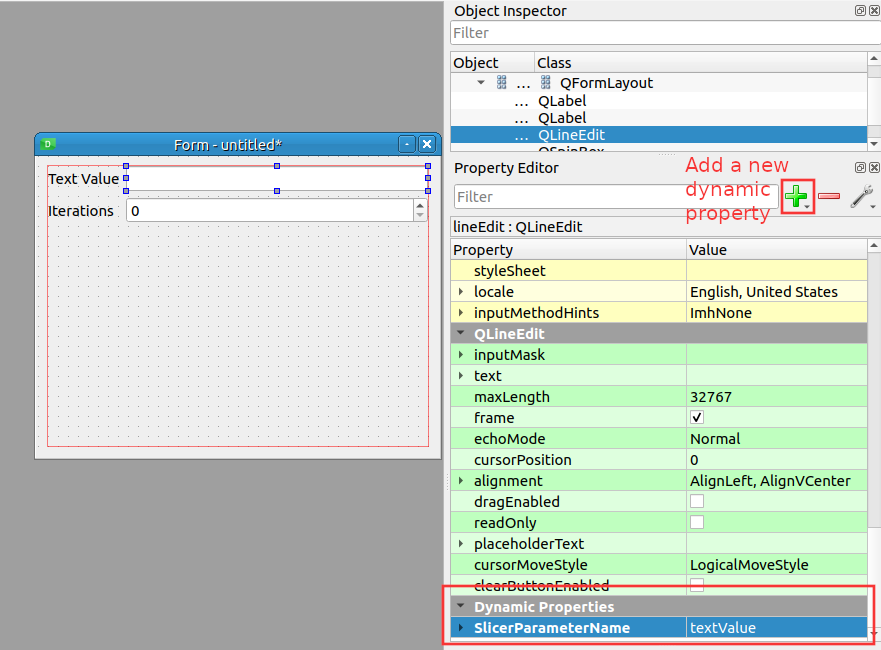 Object Inspector
Filter
Object Class
... QFormLayout
... QLabel
... QLabel
... QLineEdit
QSpinBox
Form - untitled*
Text Value
Iterations 0
Property Editor
Add a new
dynamic
property
Filter
lineEdit : QLineEdit
Property Value
styleSheet
locale English, United States
inputMethodHints ImhNone
QLineEdit
inputMask
text
maxLength 32767
frame
echoMode Normal
cursorPosition 0
alignment AlignLeft, AlignVCenter
dragEnabled
readOnly
placeholderText
cursorMoveStyle LogicalMoveStyle
clearButtonEnabled
Dynamic Properties
SlicerParameterName textValue